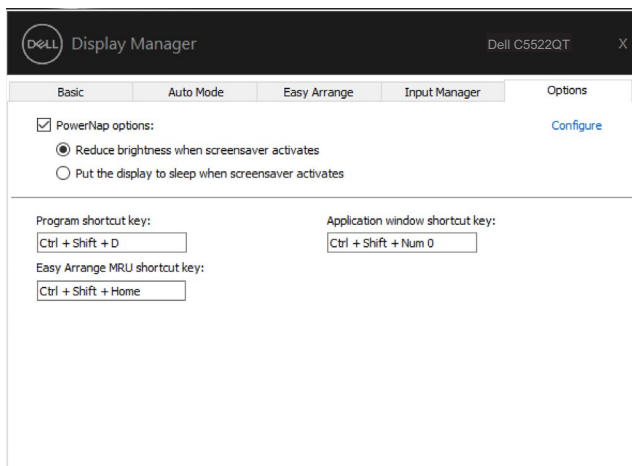 DELL Display Manager Dell C5522QT X
Basic Auto Mode Easy Arrange Input Manager Options
PowerNap options: Configure
Reduce brightness when screensaver activates
Put the display to sleep when screensaver activates
Program shortcut key: Application window shortcut key:
Ctrl + Shift + D Ctrl + Shift + Num 0
Easy Arrange MRU shortcut key:
Ctrl + Shift + Home